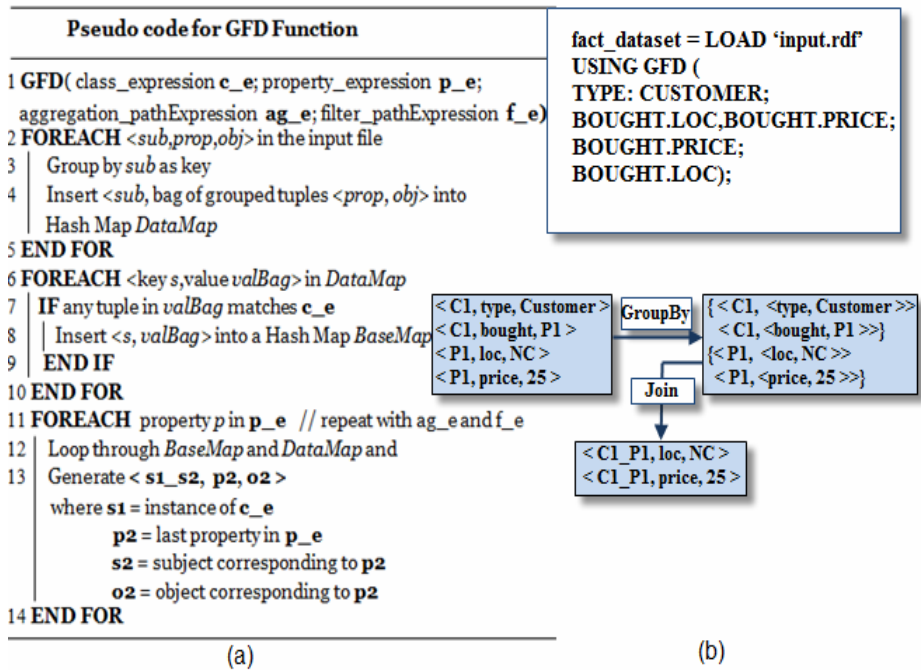 Pseudo code for GFD Function
1 GFD( class_expression c_e; property_expression p_e;
aggregation_pathExpression ag_e; filter_pathExpression f_e)
2 FOREACH <sub,prop,obj> in the input file
3 Group by sub as key
4 Insert <sub, bag of grouped tuples <prop, obj> into
Hash Map DataMap
5 END FOR
6 FOREACH <key s,value valBag> in DataMap
7 IF any tuple in valBag matches c_e
8 Insert <s, valBag> into a Hash Map BaseMap
9 END IF
10 END FOR
11 FOREACH property p in p_e // repeat with ag_e and f_e
12 Loop through BaseMap and DataMap and
13 Generate < s1_s2, p2, o2 >
where s1 = instance of c_e
p2 = last property in p_e
s2 = subject corresponding to p2
o2 = object corresponding to p2
14 END FOR
(a)
fact_dataset = LOAD ‘input.rdf’
USING GFD (
TYPE: CUSTOMER;
BOUGHT.LOC,BOUGHT.PRICE;
BOUGHT.PRICE;
BOUGHT.LOC);
< C1, type, Customer >
< C1, bought, P1 >
< P1, loc, NC >
< P1, price, 25 >
GroupBy
{< C1, <type, Customer >>
< C1, <bought, P1 >>}
{< P1, <loc, NC >>
< P1, <price, 25 >>}
Join
< C1_P1, loc, NC >
< C1_P1, price, 25 >
(b)